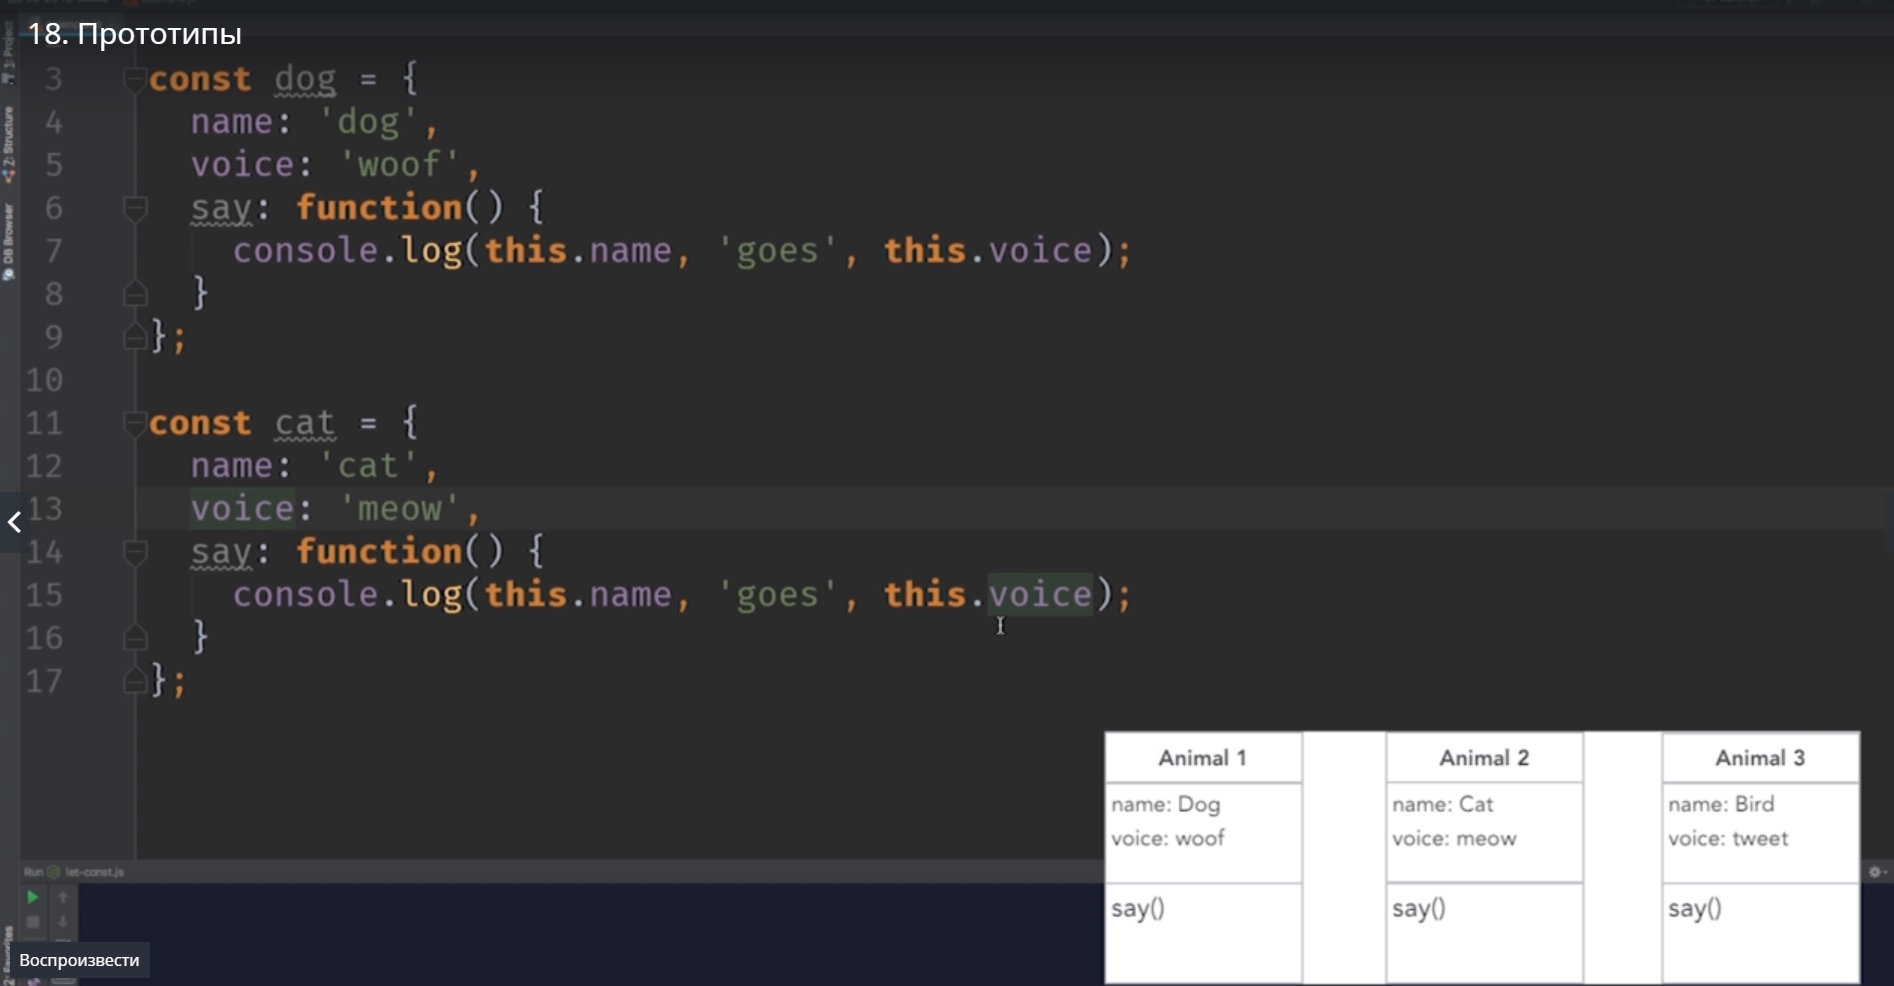 18. Прототипы
1: Project
Z: Structure
DB Browser
3 const dog = {
4 name: 'dog',
5 voice: 'woof',
6 say: function() {
7 console.log(this.name, 'goes', this.voice);
8 }
9 };
10
11 const cat = {
12 name: 'cat',
13 voice: 'meow',
14 say: function() {
15 console.log(this.name, 'goes', this.voice);
16 }
17 };
Animal 1
name: Dog
voice: woof
say()
Animal 2
name: Cat
voice: meow
say()
Animal 3
name: Bird
voice: tweet
say()
Run let-const.js
2: Favorites
Воспроизвести